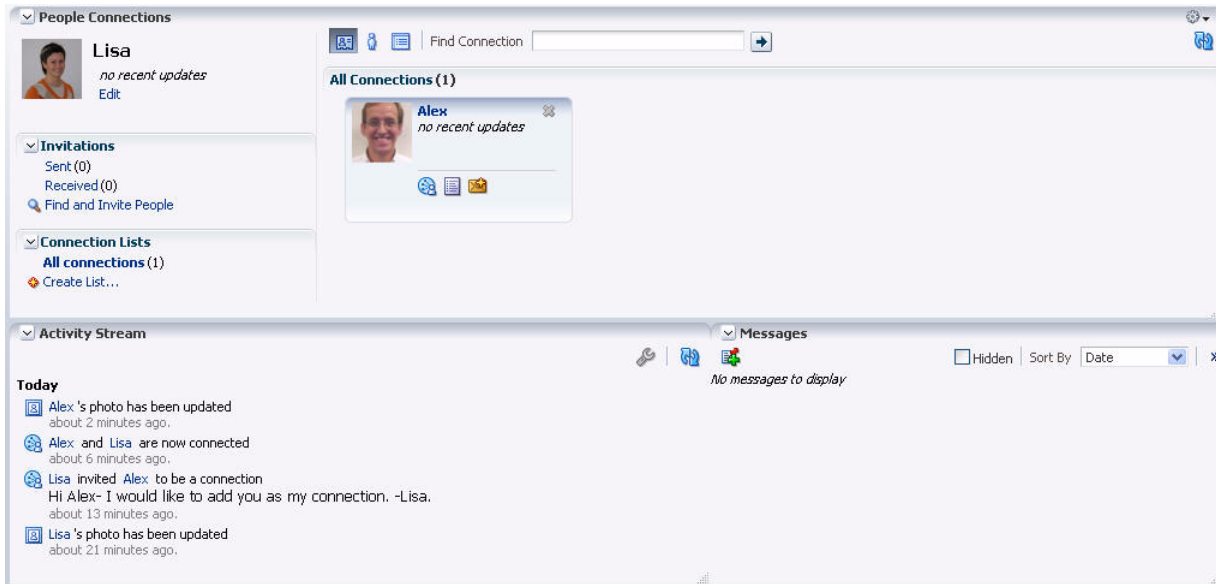 People Connections
Lisa
no recent updates
Edit
Invitations
Sent (0)
Received (0)
Find and Invite People
Connection Lists
All connections (1)
Create List...
Find Connection
All Connections (1)
Alex
no recent updates
Activity Stream
Today
Alex 's photo has been updated
about 2 minutes ago.
Alex and Lisa are now connected
about 6 minutes ago.
Lisa invited Alex to be a connection
Hi Alex- I would like to add you as my connection. -Lisa.
about 13 minutes ago.
Lisa 's photo has been updated
about 21 minutes ago.
Messages
Hidden Sort By Date »
No messages to display